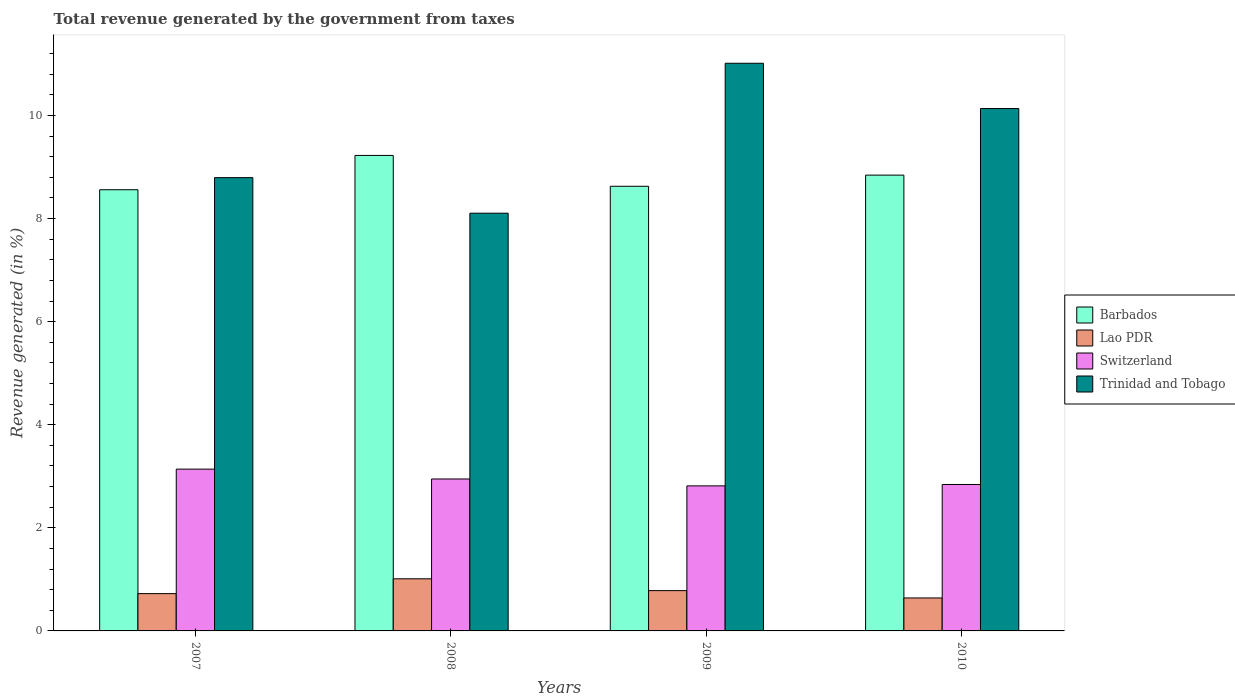 Total revenue generated by the government from taxes
Revenue generated (in %)
10
8
6
4
2
0
2007
2008
2009
2010
Years
Barbados
Lao PDR
Switzerland
Trinidad and Tobago